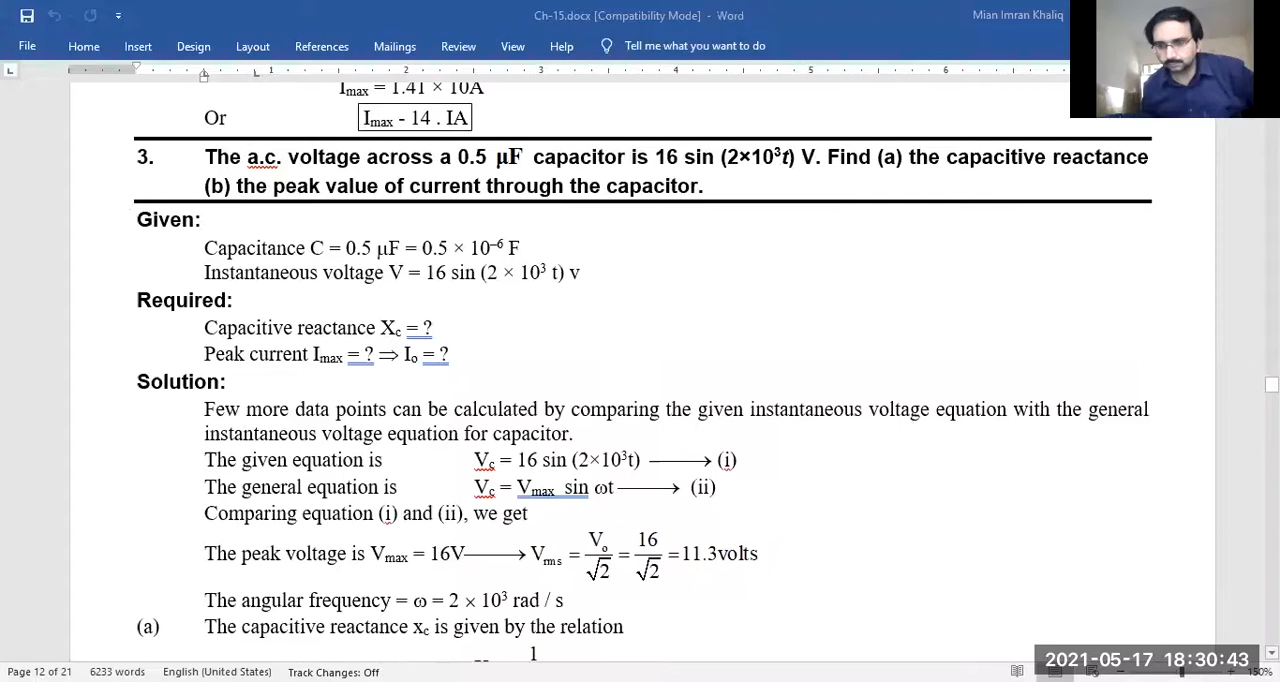 Ch-15.docx [Compatibility Mode] - Word
Mian Imran Khaliq
File Home Insert Design Layout References Mailings Review View Help Tell me what you want to do
1 2 3 4 5 6
Imax = 1.41 × 10A
Or Imax - 14 . IA
3. The a.c. voltage across a 0.5 μF capacitor is 16 sin (2×10³t) V. Find (a) the capacitive reactance
(b) the peak value of current through the capacitor.
Given:
Capacitance C = 0.5 μF = 0.5 × 10⁻⁶ F
Instantaneous voltage V = 16 sin (2 × 10³ t) v
Required:
Capacitive reactance Xc = ?
Peak current Imax = ? ⇒ Io = ?
Solution:
Few more data points can be calculated by comparing the given instantaneous voltage equation with the general
instantaneous voltage equation for capacitor.
The given equation is Vc = 16 sin (2×10³t) ⟶ (i)
The general equation is Vc = Vmax sin ωt ⟶ (ii)
Comparing equation (i) and (ii), we get
The peak voltage is Vmax = 16V ⟶ Vrms = Vo/√2 = 16/√2 = 11.3volts
The angular frequency = ω = 2 × 10³ rad / s
(a) The capacitive reactance xc is given by the relation
1
Page 12 of 21 6233 words English (United States) Track Changes: Off 150%
2021-05-17 18:30:43